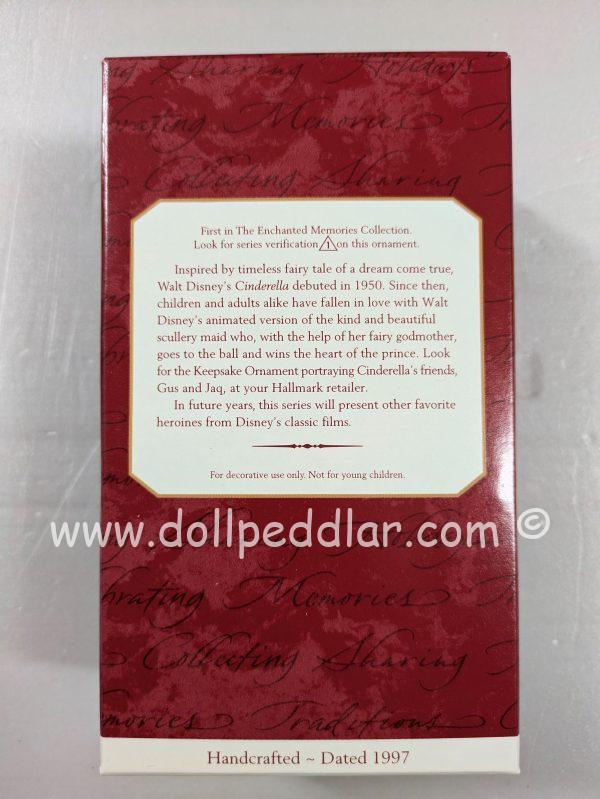 Holidays
Sharing
Memories
Collecting Sharing
First in The Enchanted Memories Collection.
Look for series verification 1 on this ornament.
Inspired by timeless fairy tale of a dream come true,
Walt Disney's Cinderella debuted in 1950. Since then,
children and adults alike have fallen in love with Walt
Disney's animated version of the kind and beautiful
scullery maid who, with the help of her fairy godmother,
goes to the ball and wins the heart of the prince. Look
for the Keepsake Ornament portraying Cinderella's friends,
Gus and Jaq, at your Hallmark retailer.
In future years, this series will present other favorite
heroines from Disney's classic films.
For decorative use only. Not for young children.
www.dollpeddlar.com ©
Memories
Collecting Sharing
Memories Traditions
Handcrafted ~ Dated 1997